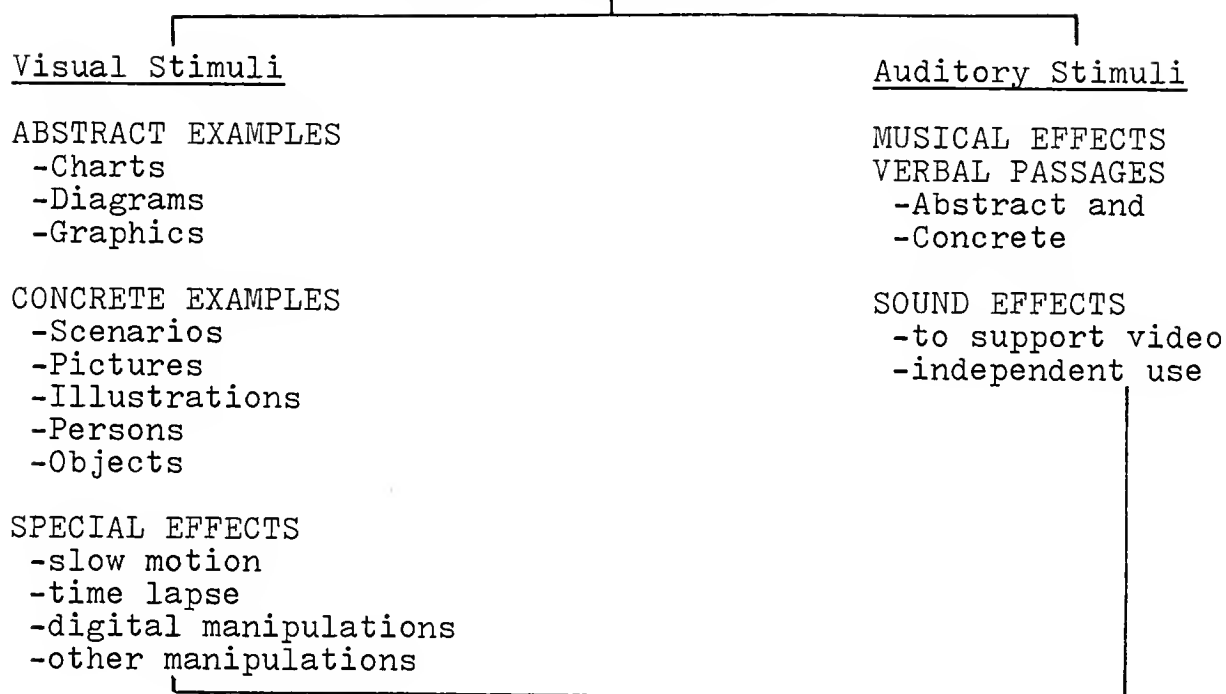 Visual Stimuli
ABSTRACT EXAMPLES
-Charts
-Diagrams
-Graphics
CONCRETE EXAMPLES
-Scenarios
-Pictures
-Illustrations
-Persons
-Objects
SPECIAL EFFECTS
-slow motion
-time lapse
-digital manipulations
-other manipulations
Auditory Stimuli
MUSICAL EFFECTS
VERBAL PASSAGES
-Abstract and
-Concrete
SOUND EFFECTS
-to support video
-independent use